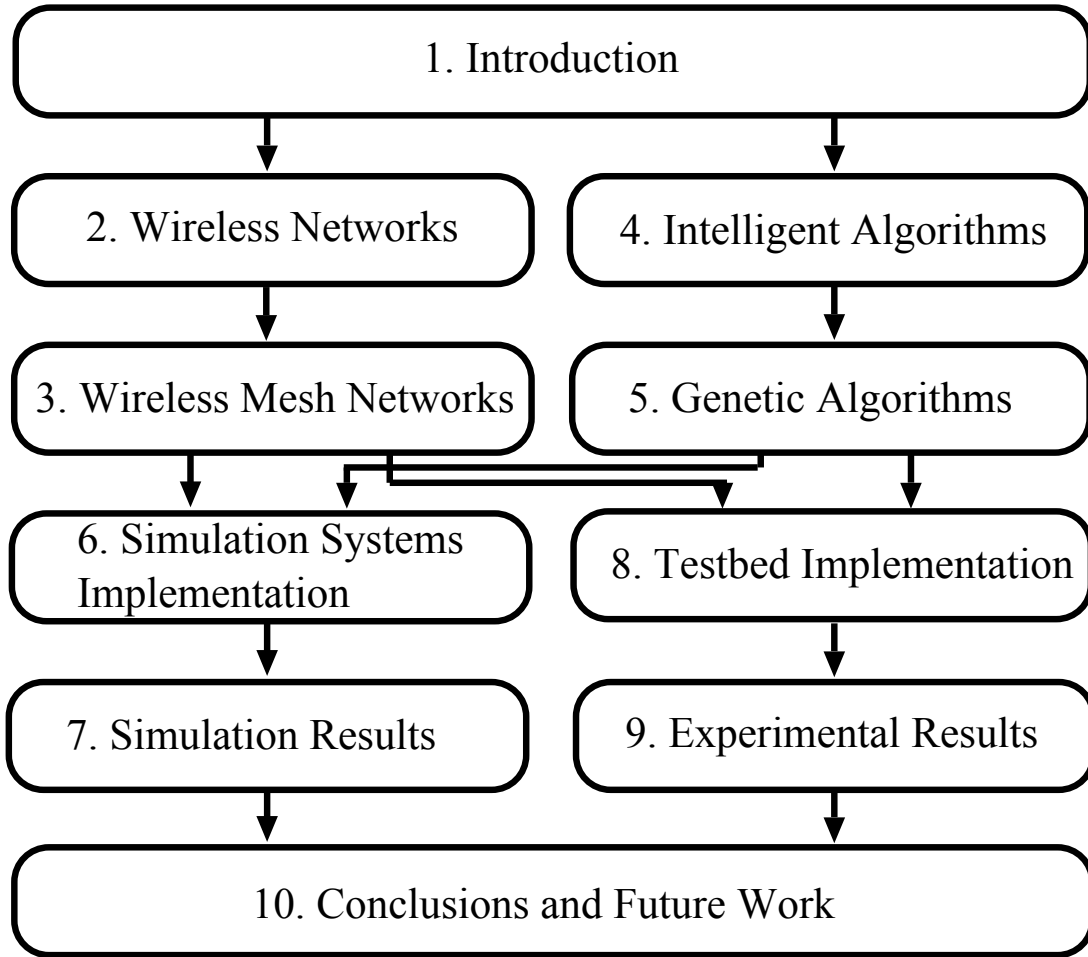 1. Introduction
2. Wireless Networks
4. Intelligent Algorithms
3. Wireless Mesh Networks
5. Genetic Algorithms
6. Simulation Systems
Implementation
8. Testbed Implementation
7. Simulation Results
9. Experimental Results
10. Conclusions and Future Work